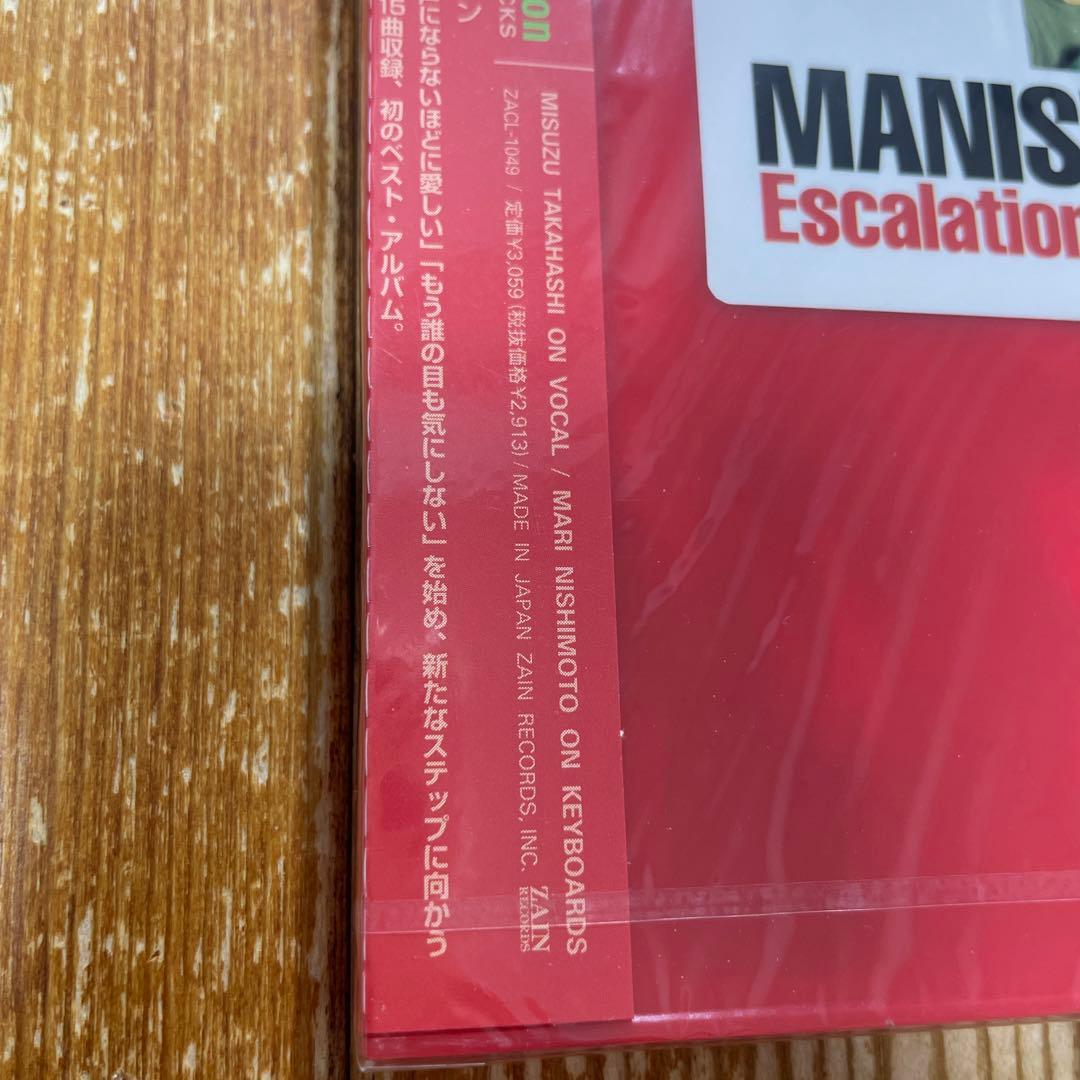 MANIS
Escalation
on
CKS
MISUZU TAKAHASHI ON VOCAL / MARI NISHIMOTO ON KEYBOARDS
ZACL-1049 / 定価¥3,059 (税抜価格¥2,913) / MADE IN JAPAN ZAIN RECORDS, INC.
ZAIN
RECORDS
ン
にならないほどに愛しい」「もう誰の目も気にしない」を始め、新たなステップに向かう
15曲収録、初のベスト・アルバム。